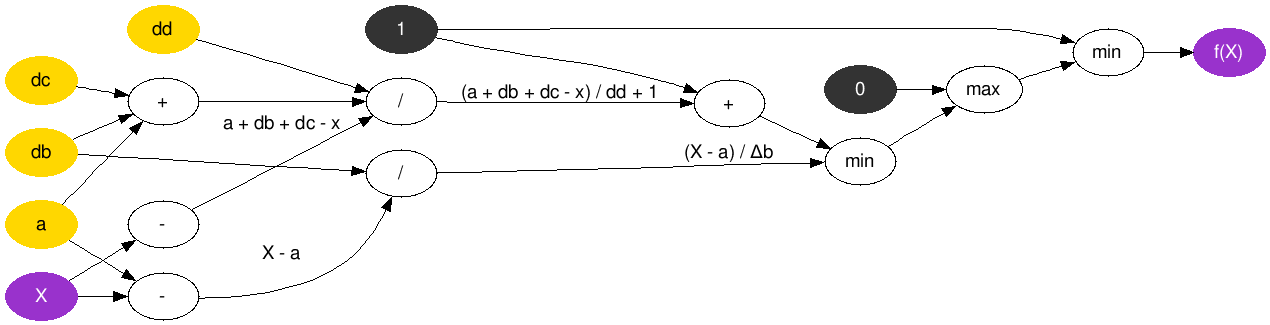 dd
1
min
f(X)
dc
+
/
(a + db + dc - x) / dd + 1
+
0
max
a + db + dc - x
db
/
(X - a) / Δb
min
a
-
X - a
X
-